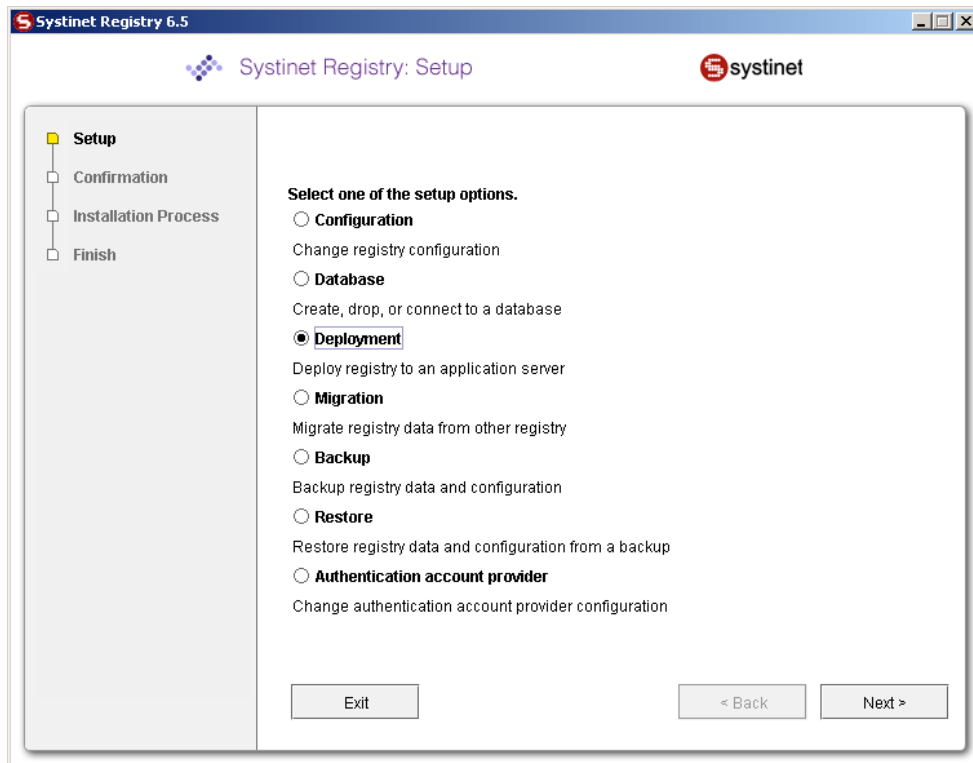 Systinet Registry 6.5
Systinet Registry: Setup
systinet
Setup
Confirmation
Installation Process
Finish
Select one of the setup options.
Configuration
Change registry configuration
Database
Create, drop, or connect to a database
Deployment
Deploy registry to an application server
Migration
Migrate registry data from other registry
Backup
Backup registry data and configuration
Restore
Restore registry data and configuration from a backup
Authentication account provider
Change authentication account provider configuration
Exit
< Back
Next >